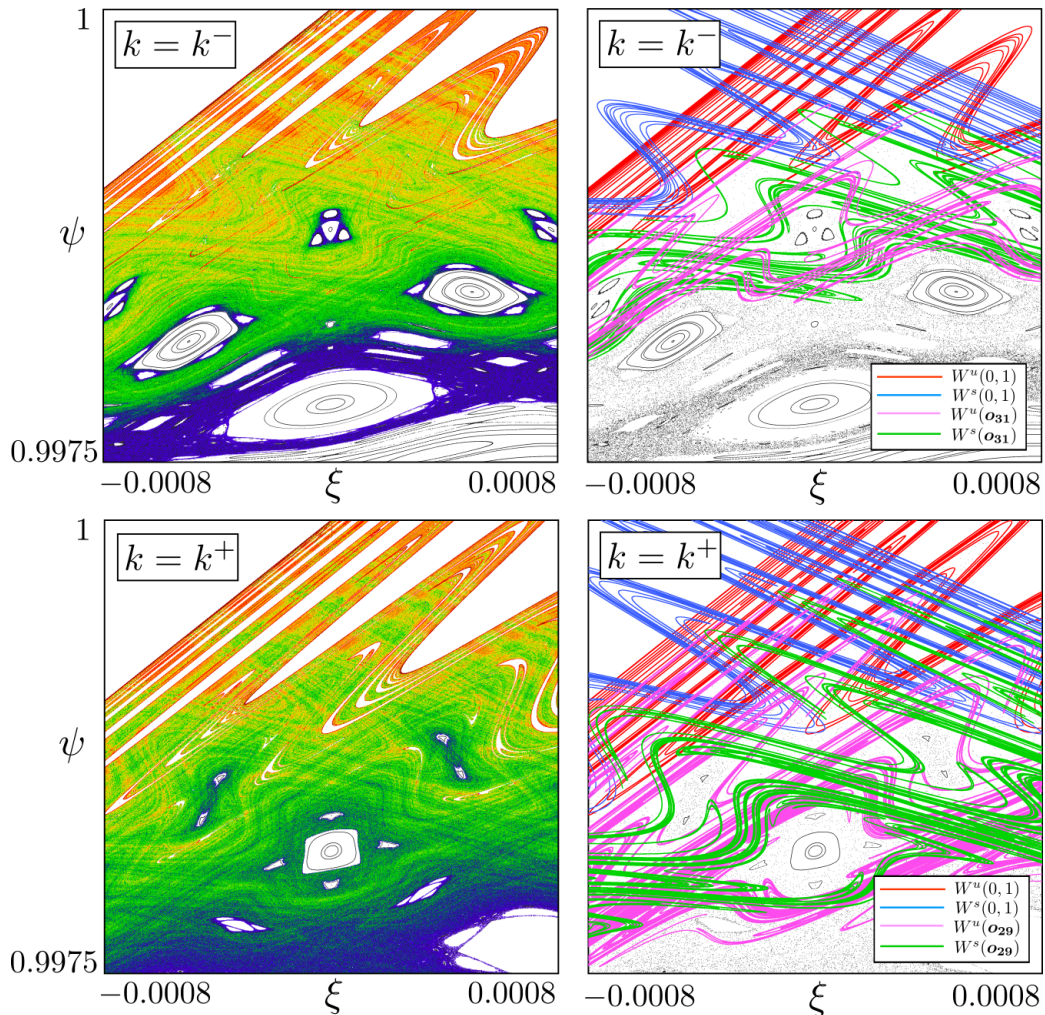 1
k = k⁻
ψ
0.9975
−0.0008
ξ
0.0008
k = k⁻
Wᵘ(0, 1)
Wˢ(0, 1)
Wᵘ(o₃₁)
Wˢ(o₃₁)
−0.0008
ξ
0.0008
1
k = k⁺
ψ
0.9975
−0.0008
ξ
0.0008
k = k⁺
Wᵘ(0, 1)
Wˢ(0, 1)
Wᵘ(o₂₉)
Wˢ(o₂₉)
−0.0008
ξ
0.0008